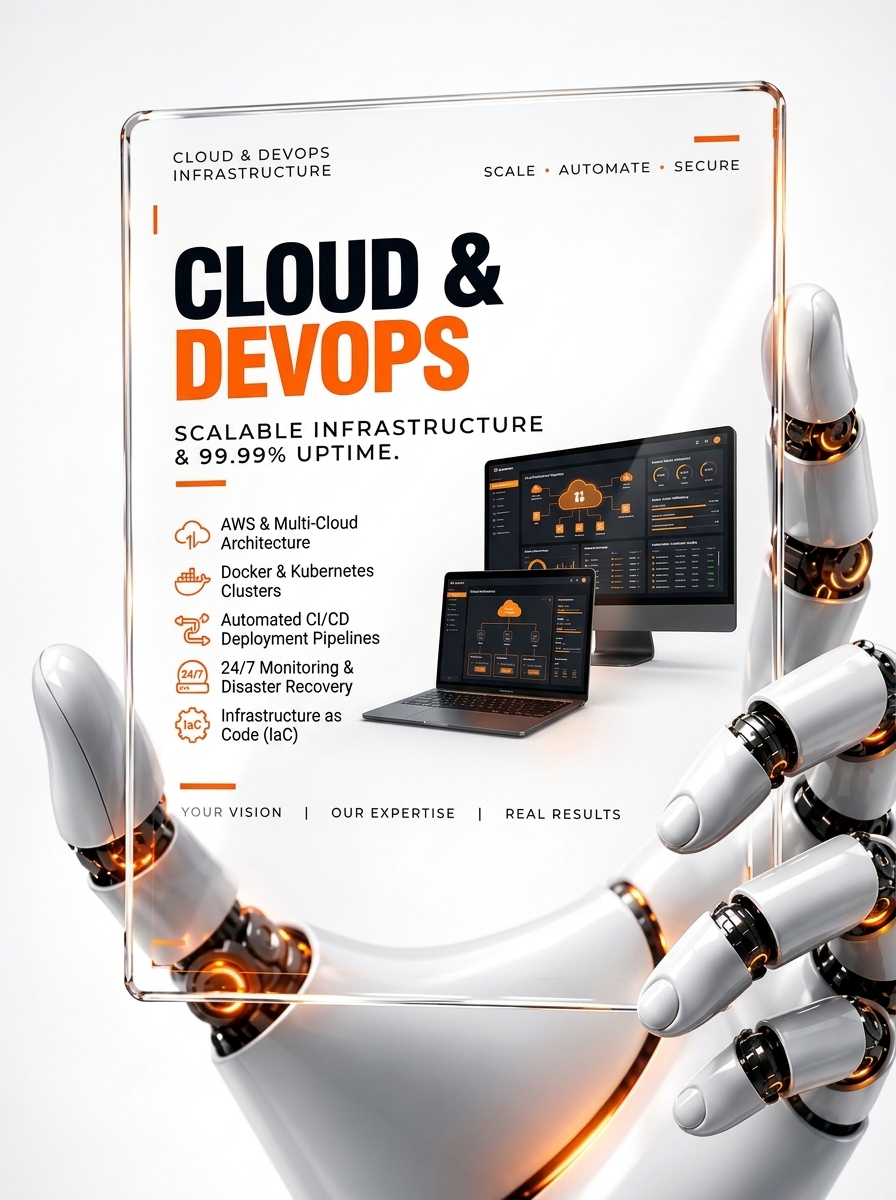 CLOUD & DEVOPS
INFRASTRUCTURE
SCALE • AUTOMATE • SECURE
CLOUD &
DEVOPS
SCALABLE INFRASTRUCTURE
& 99.99% UPTIME.
AWS & Multi-Cloud
Architecture
Docker & Kubernetes
Clusters
Automated CI/CD
Deployment Pipelines
24/7
24/7 Monitoring &
Disaster Recovery
IaC
Infrastructure as
Code (IaC)
YOUR VISION | OUR EXPERTISE | REAL RESULTS